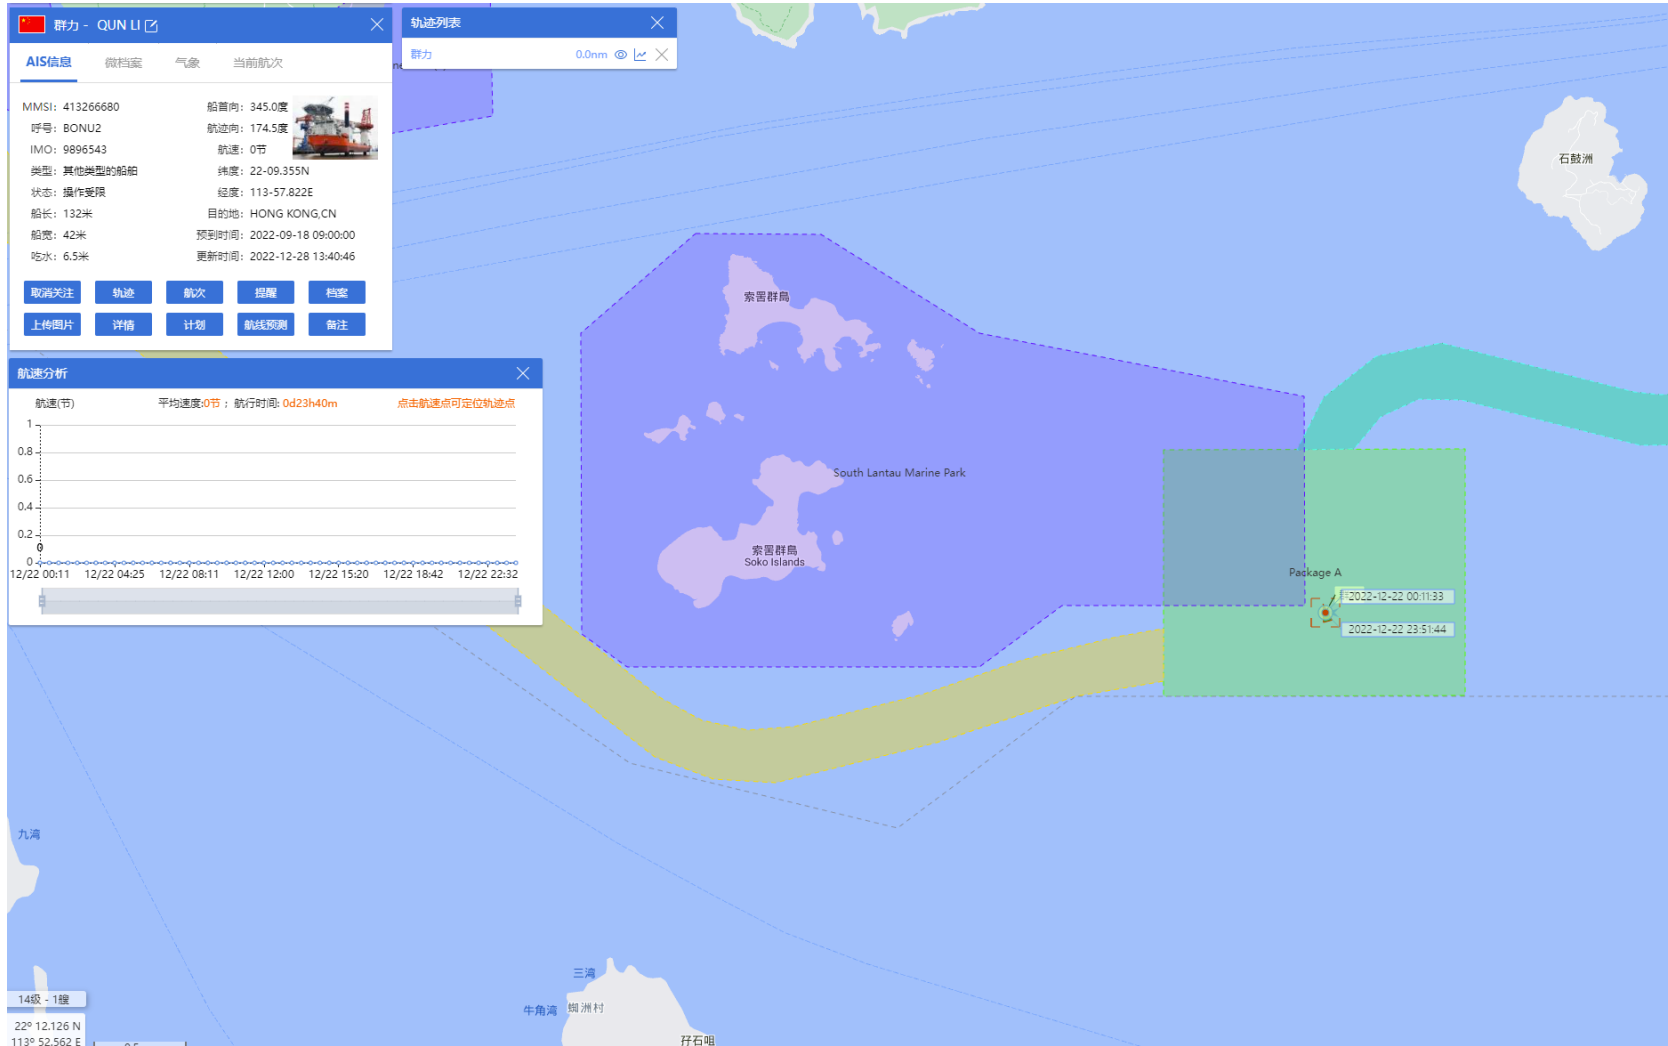 群力 - QUN LI
AIS信息 微档案 气象 当前航次
MMSI: 413266680 船首向: 345.0度
呼号: BONU2 航迹向: 174.5度
IMO: 9896543 航速: 0节
类型: 其他类型的船舶 纬度: 22-09.355N
状态: 操作受限 经度: 113-57.822E
船长: 132米 目的地: HONG KONG,CN
船宽: 42米 预到时间: 2022-09-18 09:00:00
吃水: 6.5米 更新时间: 2022-12-28 13:40:46
取消关注 轨迹 航次 提醒 档案
上传图片 详情 计划 航线预测 备注
轨迹列表
群力 0.0nm
航速分析
航速(节) 平均速度:0节 ; 航行时间: 0d23h40m 点击航速点可定位轨迹点
1
0.8
0.6
0.4
0.2
0
0
12/22 00:11 12/22 04:25 12/22 08:11 12/22 12:00 12/22 15:20 12/22 18:42 12/22 22:32
石鼓洲
索罟群島
South Lantau Marine Park
索罟群島
Soko Islands
Package A
2022-12-22 00:11:33
2022-12-22 23:51:44
九湾
三湾
牛角湾
蜘洲村
孖石咀
14级 - 1艘
22º 12.126 N
113º 52.562 E